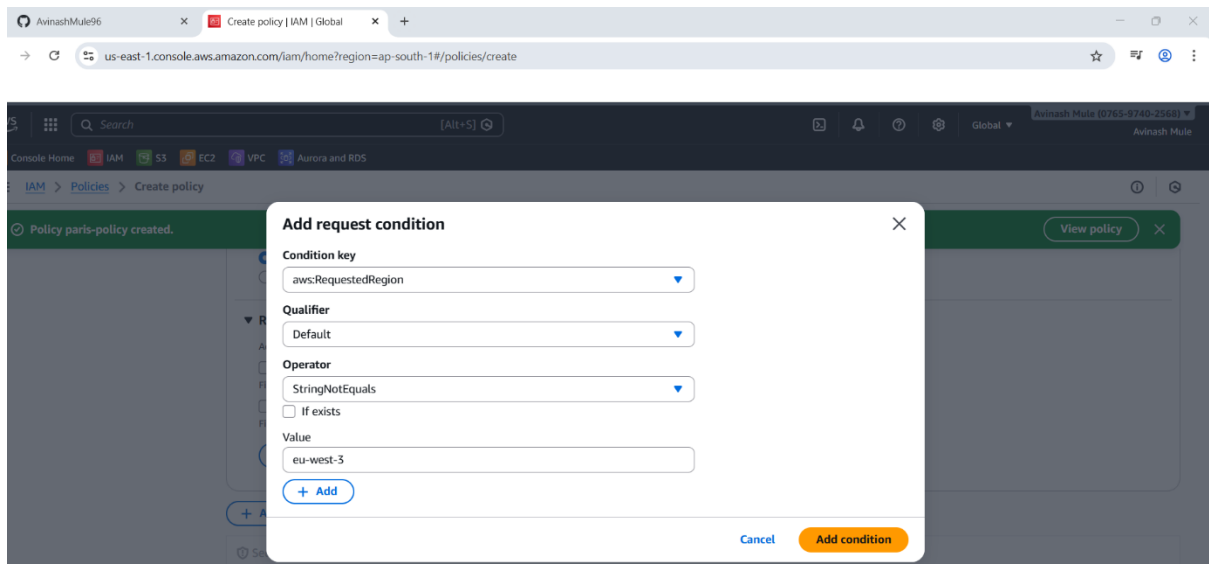 AvinashMule96
Create policy | IAM | Global
us-east-1.console.aws.amazon.com/iam/home?region=ap-south-1#/policies/create
Search
[Alt+S]
Global
Avinash Mule (0765-9740-2568)
Avinash Mule
Console Home
IAM
S3
EC2
VPC
Aurora and RDS
IAM > Policies > Create policy
Policy paris-policy created.
View policy
Add request condition
Condition key
aws:RequestedRegion
Qualifier
Default
Operator
StringNotEquals
If exists
Value
eu-west-3
+ Add
Cancel
Add condition